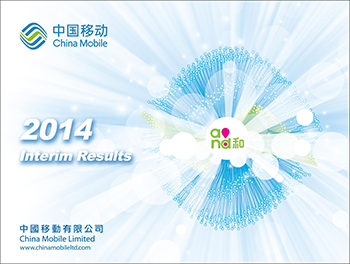 中国移动
China Mobile
2014
Interim Results
and和
中國移動有限公司
China Mobile Limited
www.chinamobileltd.com